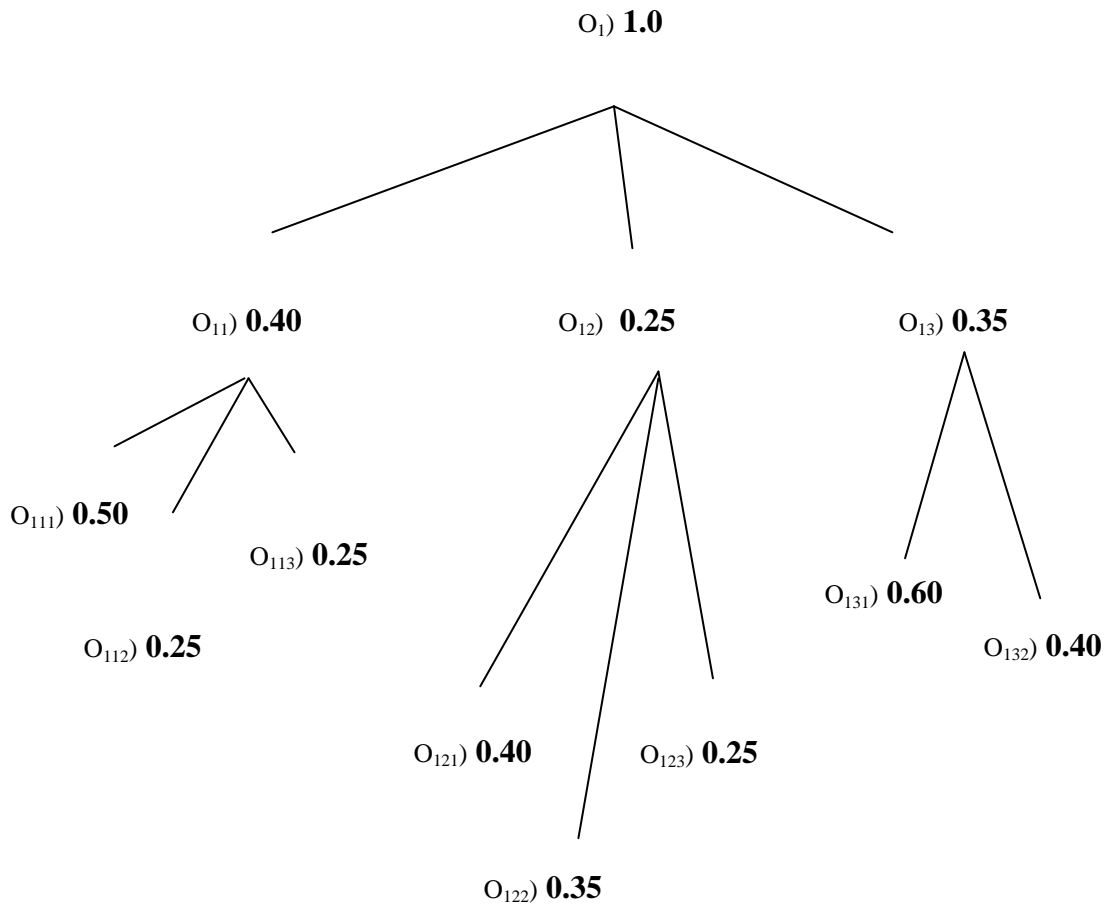 O₁) 1.0
O₁₁) 0.40
O₁₂) 0.25
O₁₃) 0.35
O₁₁₁) 0.50
O₁₁₃) 0.25
O₁₃₁) 0.60
O₁₁₂) 0.25
O₁₃₂) 0.40
O₁₂₁) 0.40
O₁₂₃) 0.25
O₁₂₂) 0.35